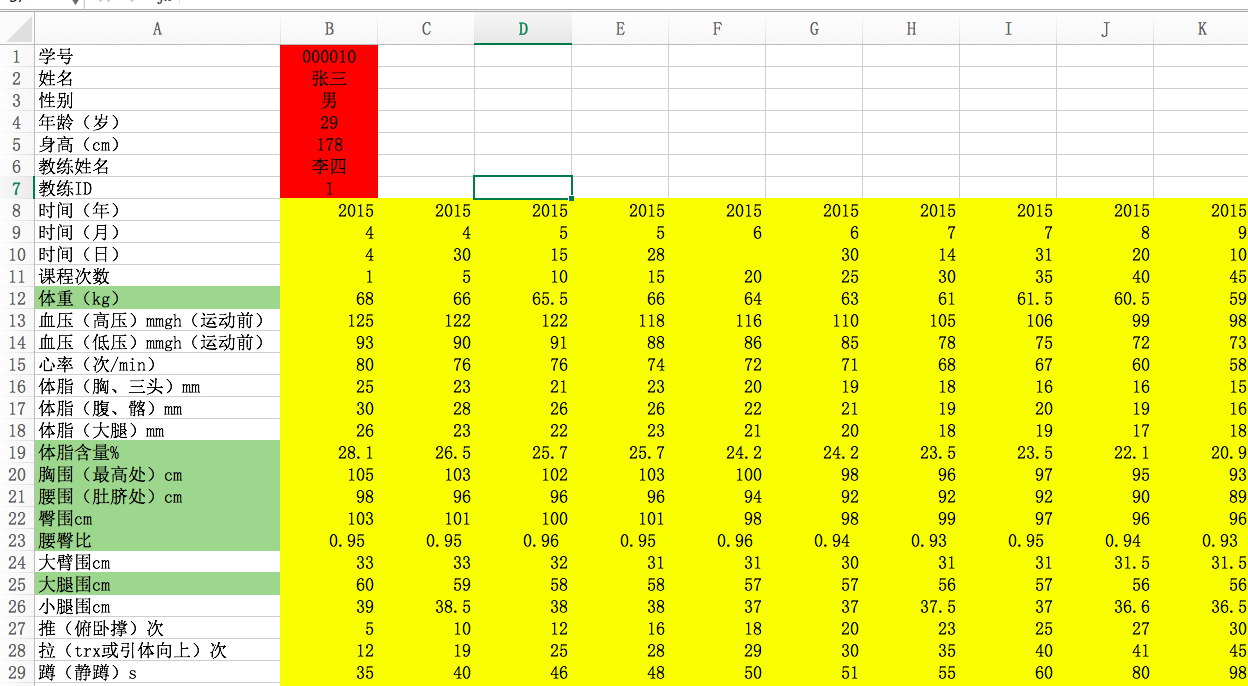 A B C D E F G H I J K
1 学号 000010
2 姓名 张三
3 性别 男
4 年龄（岁） 29
5 身高（cm） 178
6 教练姓名 李四
7 教练ID 1
8 时间（年） 2015 2015 2015 2015 2015 2015 2015 2015 2015 2015
9 时间（月） 4 4 5 5 6 6 7 7 8 9
10 时间（日） 4 30 15 28 30 14 31 20 10
11 课程次数 1 5 10 15 20 25 30 35 40 45
12 体重（kg） 68 66 65.5 66 64 63 61 61.5 60.5 59
13 血压（高压）mmgh（运动前） 125 122 122 118 116 110 105 106 99 98
14 血压（低压）mmgh（运动前） 93 90 91 88 86 85 78 75 72 73
15 心率（次/min） 80 76 76 74 72 71 68 67 60 58
16 体脂（胸、三头）mm 25 23 21 23 20 19 18 16 16 15
17 体脂（腹、髂）mm 30 28 26 26 22 21 19 20 19 16
18 体脂（大腿）mm 26 23 22 23 21 20 18 19 17 18
19 体脂含量% 28.1 26.5 25.7 25.7 24.2 24.2 23.5 23.5 22.1 20.9
20 胸围（最高处）cm 105 103 102 103 100 98 96 97 95 93
21 腰围（肚脐处）cm 98 96 96 96 94 92 92 92 90 89
22 臀围cm 103 101 100 101 98 98 99 97 96 96
23 腰臀比 0.95 0.95 0.96 0.95 0.96 0.94 0.93 0.95 0.94 0.93
24 大臂围cm 33 33 32 31 31 30 31 31 31.5 31.5
25 大腿围cm 60 59 58 58 57 57 56 57 56 56
26 小腿围cm 39 38.5 38 38 37 37 37.5 37 36.6 36.5
27 推（俯卧撑）次 5 10 12 16 18 20 23 25 27 30
28 拉（trx或引体向上）次 12 19 25 28 29 30 35 40 41 45
29 蹲（静蹲）s 35 40 46 48 50 51 55 60 80 98